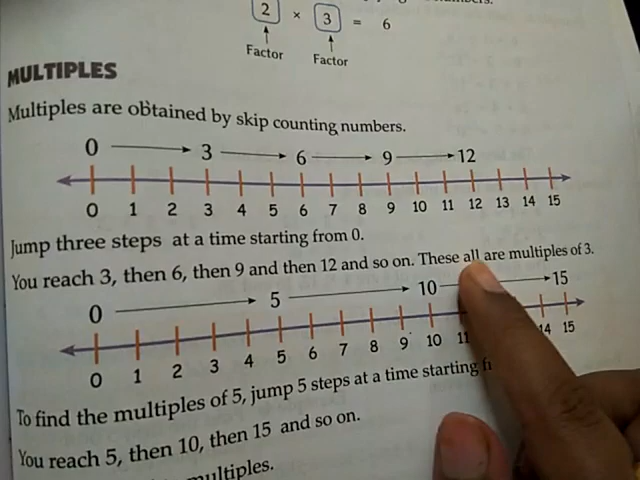 2 × 3 = 6
Factor Factor
MULTIPLES
Multiples are obtained by skip counting numbers.
0 3 6 9 12
0 1 2 3 4 5 6 7 8 9 10 11 12 13 14 15
Jump three steps at a time starting from 0.
You reach 3, then 6, then 9 and then 12 and so on. These all are multiples of 3.
0 5 10 15
0 1 2 3 4 5 6 7 8 9 10 11 14 15
To find the multiples of 5, jump 5 steps at a time starting
You reach 5, then 10, then 15 and so on.
multiples.